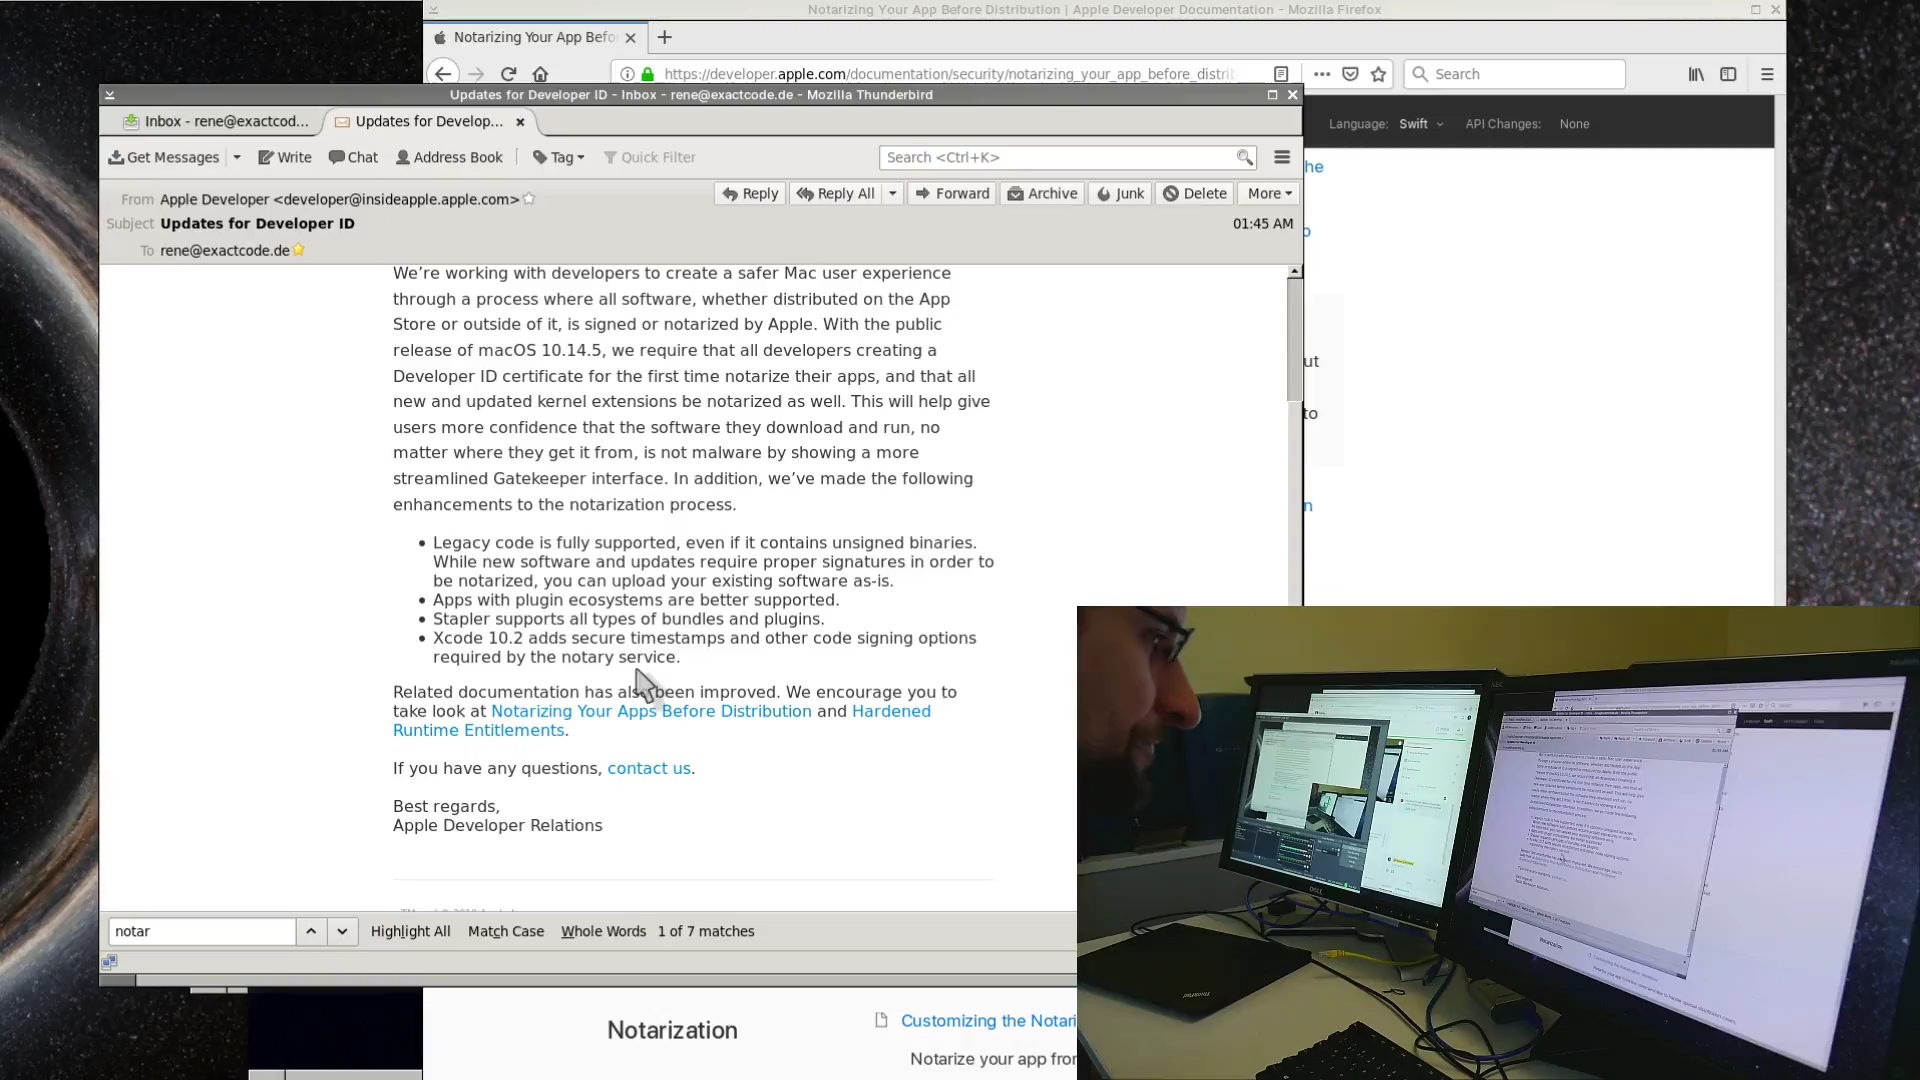 Notarizing Your App Before Distribution | Apple Developer Documentation - Mozilla Firefox
Notarizing Your App Befo
https://developer.apple.com/documentation/security/notarizing_your_app_before_distrib
Search
Language: Swift
API Changes: None
he
o
ut
to
n
Updates for Developer ID - Inbox - rene@exactcode.de - Mozilla Thunderbird
Inbox - rene@exactcod...
Updates for Develop...
Get Messages
Write
Chat
Address Book
Tag
Quick Filter
Search <Ctrl+K>
From Apple Developer <developer@insideapple.apple.com>
Reply
Reply All
Forward
Archive
Junk
Delete
More
Subject Updates for Developer ID
01:45 AM
To rene@exactcode.de
We’re working with developers to create a safer Mac user experience
through a process where all software, whether distributed on the App
Store or outside of it, is signed or notarized by Apple. With the public
release of macOS 10.14.5, we require that all developers creating a
Developer ID certificate for the first time notarize their apps, and that all
new and updated kernel extensions be notarized as well. This will help give
users more confidence that the software they download and run, no
matter where they get it from, is not malware by showing a more
streamlined Gatekeeper interface. In addition, we’ve made the following
enhancements to the notarization process.
• Legacy code is fully supported, even if it contains unsigned binaries.
While new software and updates require proper signatures in order to
be notarized, you can upload your existing software as-is.
• Apps with plugin ecosystems are better supported.
• Stapler supports all types of bundles and plugins.
• Xcode 10.2 adds secure timestamps and other code signing options
required by the notary service.
Related documentation has also been improved. We encourage you to
take look at Notarizing Your Apps Before Distribution and Hardened
Runtime Entitlements.
If you have any questions, contact us.
Best regards,
Apple Developer Relations
notar
Highlight All
Match Case
Whole Words
1 of 7 matches
Notarization
Customizing the Notari
Notarize your app fron
DELL
ThinkPad
Notarization